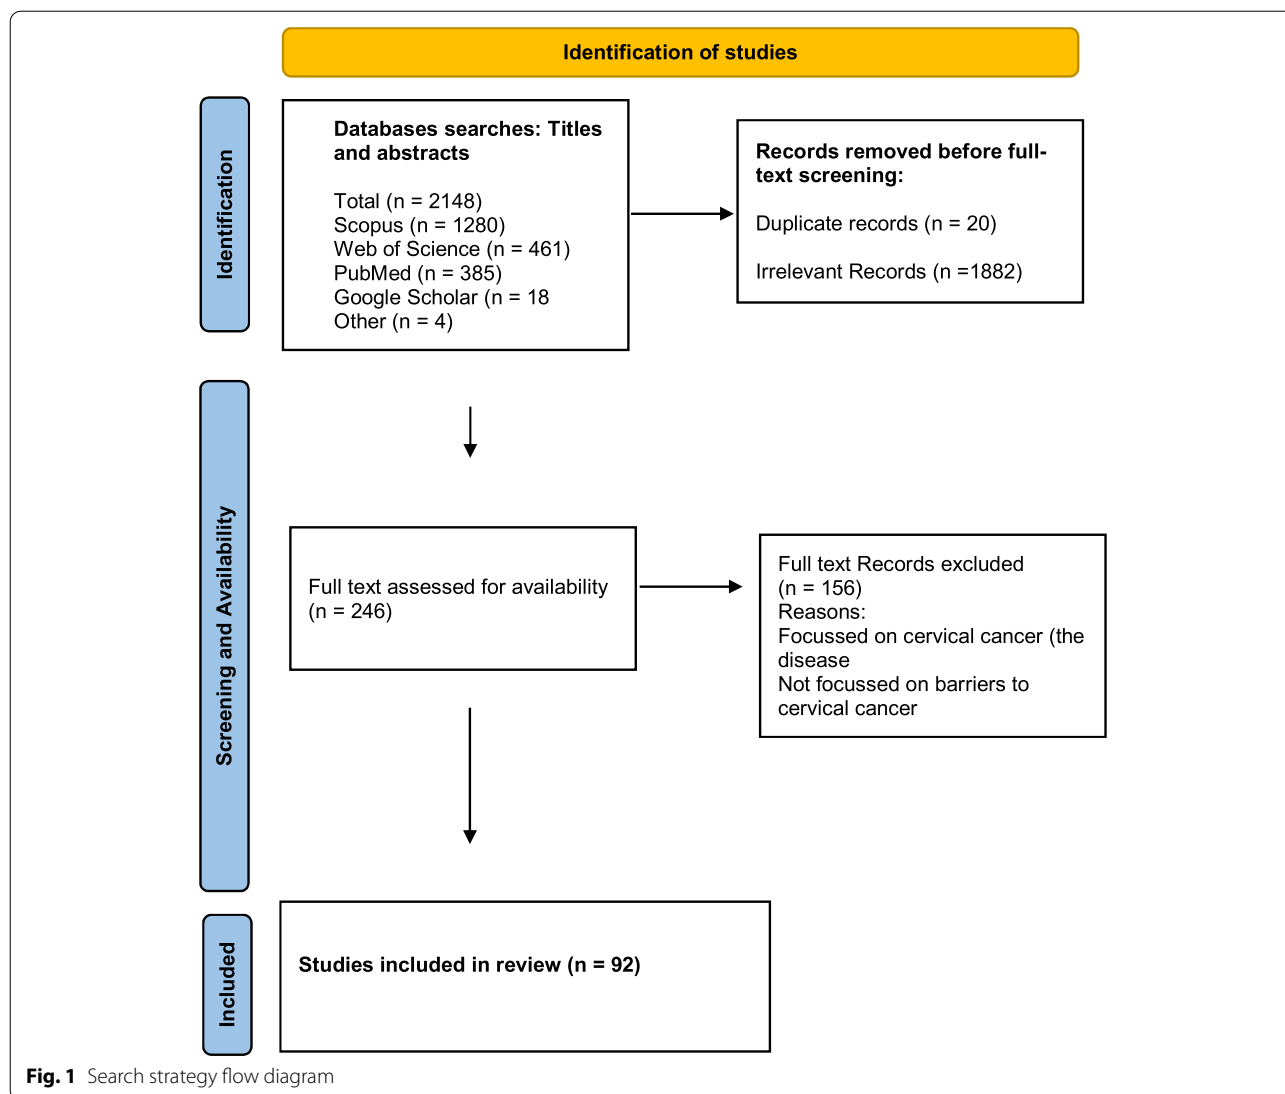 Identification of studies
Identification
Databases searches: Titles
and abstracts
Total (n = 2148)
Scopus (n = 1280)
Web of Science (n = 461)
PubMed (n = 385)
Google Scholar (n = 18
Other (n = 4)
Records removed before full-
text screening:
Duplicate records (n = 20)
Irrelevant Records (n =1882)
Screening and Availability
Full text assessed for availability
(n = 246)
Full text Records excluded
(n = 156)
Reasons:
Focussed on cervical cancer (the
disease
Not focussed on barriers to
cervical cancer
Included
Studies included in review (n = 92)
Fig. 1 Search strategy flow diagram